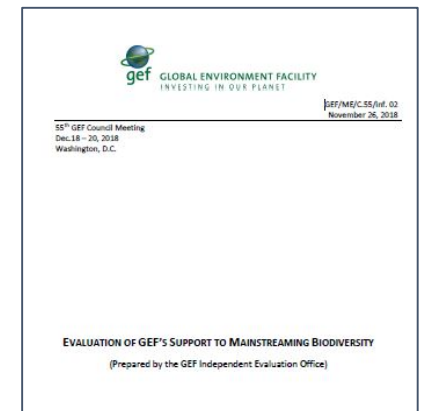 gef GLOBAL ENVIRONMENT FACILITY
INVESTING IN OUR PLANET
GEF/ME/C.55/Inf. 02
November 26, 2018
55th GEF Council Meeting
Dec.18 – 20, 2018
Washington, D.C.
EVALUATION OF GEF'S SUPPORT TO MAINSTREAMING BIODIVERSITY
(Prepared by the GEF Independent Evaluation Office)